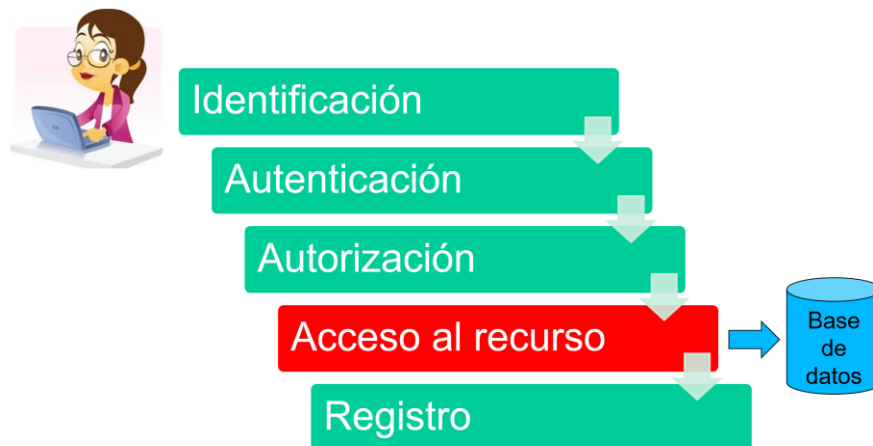 Identificación
Autenticación
Autorización
Acceso al recurso
Base
de
datos
Registro